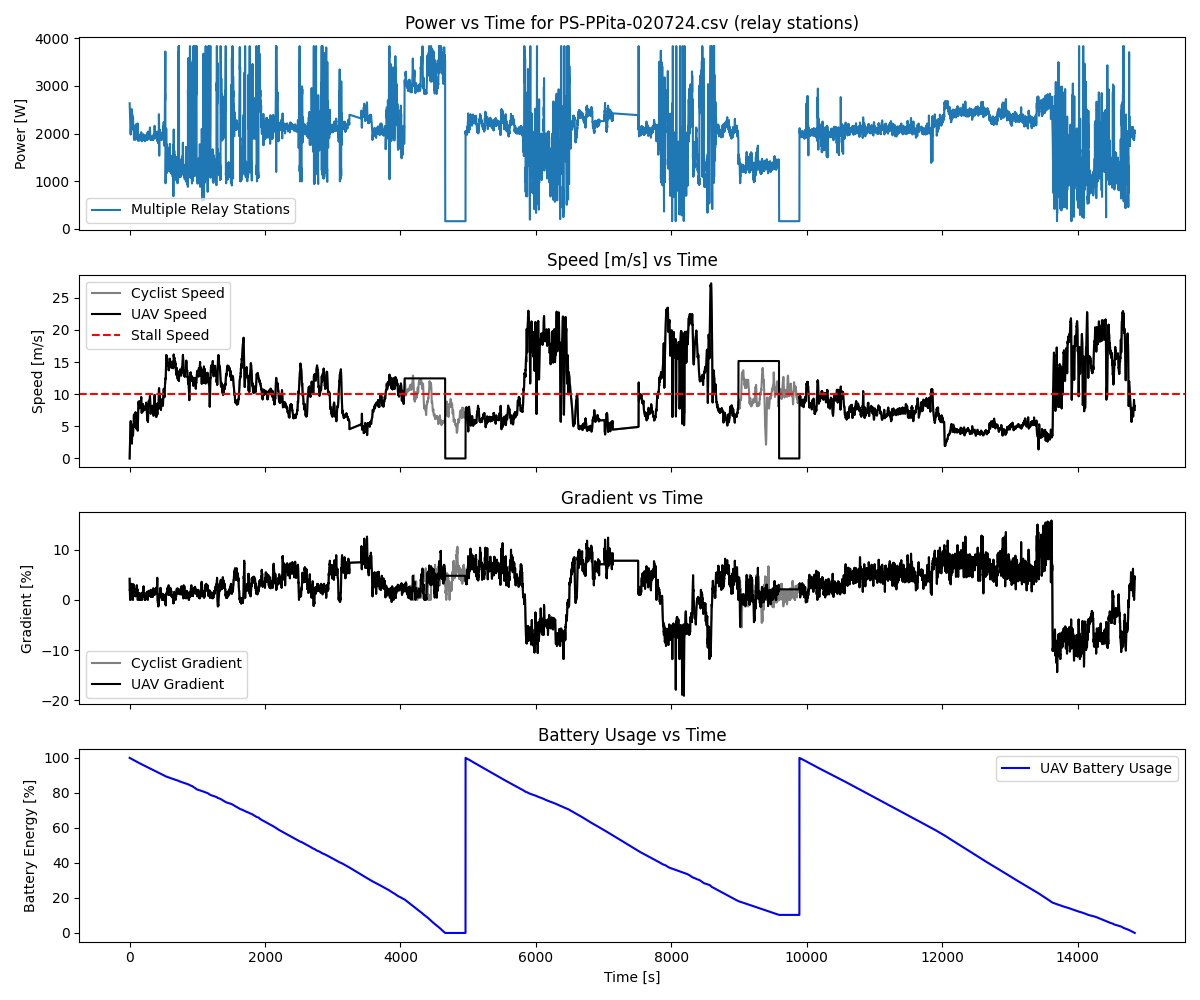 Power vs Time for PS-PPita-020724.csv (relay stations)
4000
3000
2000
1000
0
Power [W]
Multiple Relay Stations
Speed [m/s] vs Time
25
20
15
10
5
0
Speed [m/s]
Cyclist Speed
UAV Speed
Stall Speed
Gradient vs Time
10
0
−10
−20
Gradient [%]
Cyclist Gradient
UAV Gradient
Battery Usage vs Time
100
80
60
40
20
0
Battery Energy [%]
UAV Battery Usage
0 2000 4000 6000 8000 10000 12000 14000
Time [s]